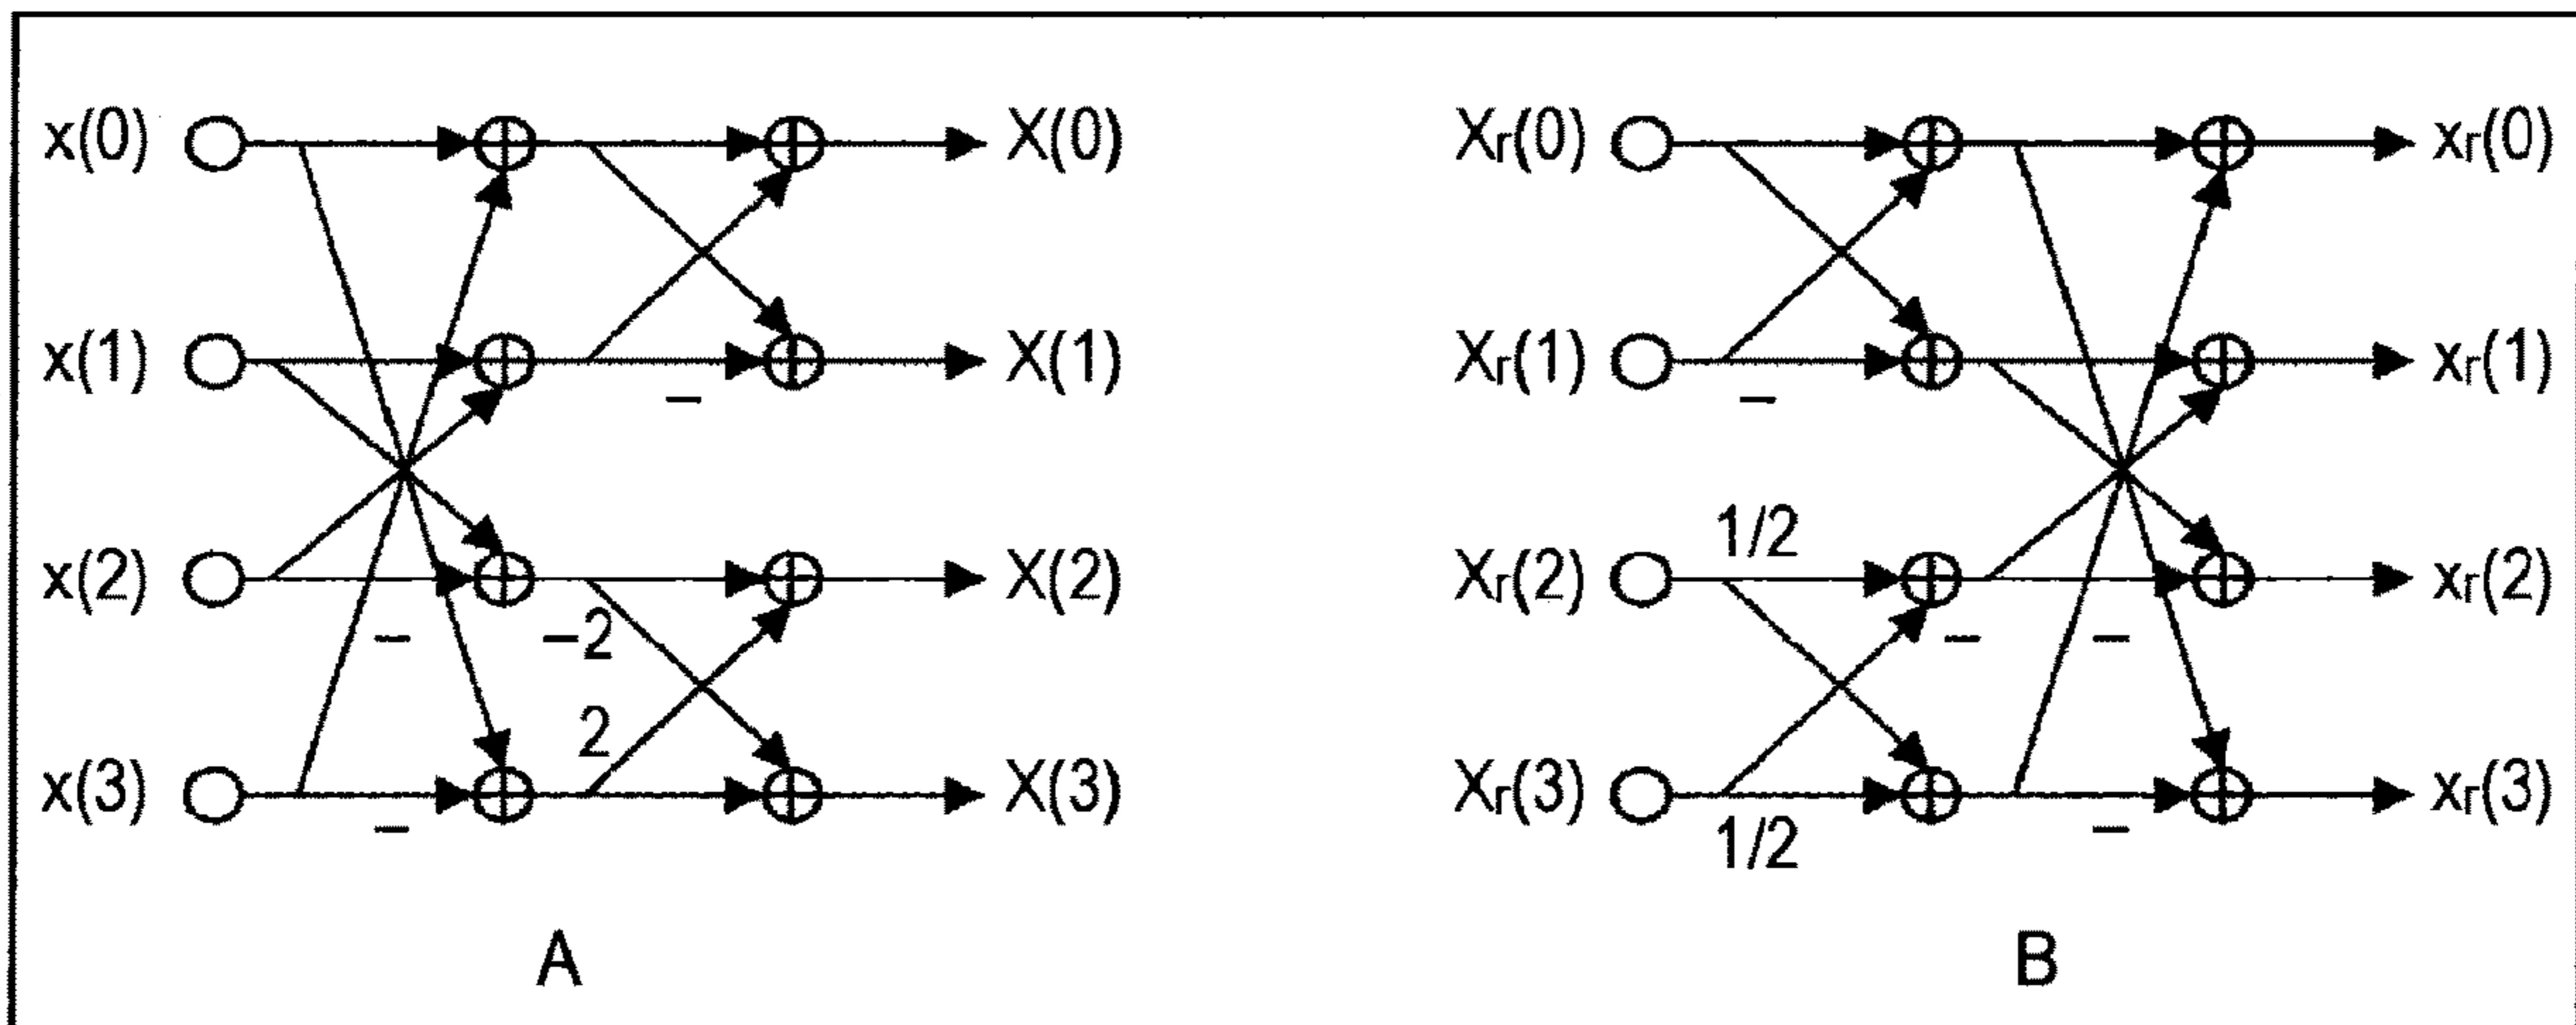 x(0) X(0) Xr(0) xr(0)
x(1) X(1) Xr(1) xr(1)
– –
1/2
x(2) X(2) Xr(2) xr(2)
– –2 – –
2
x(3) X(3) Xr(3) xr(3)
– 1/2 –
A B